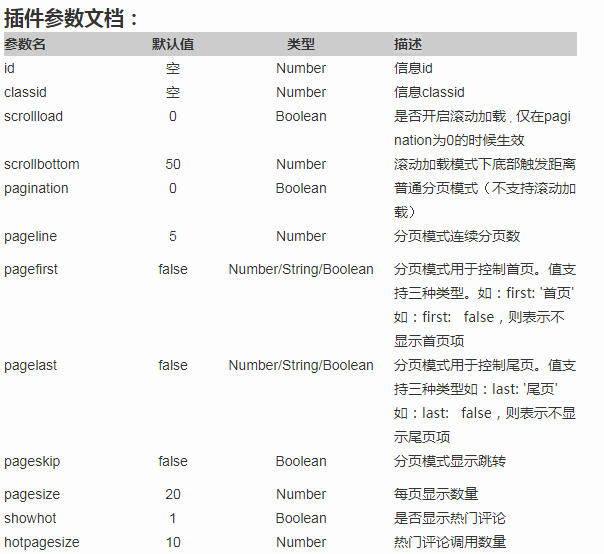 插件参数文档：
参数名 默认值 类型 描述
id 空 Number 信息id
classid 空 Number 信息classid
scrollload 0 Boolean 是否开启滚动加载，仅在pagi
nation为0的时候生效
scrollbottom 50 Number 滚动加载模式下底部触发距离
pagination 0 Boolean 普通分页模式（不支持滚动加
载）
pageline 5 Number 分页模式连续分页数
pagefirst false Number/String/Boolean 分页模式用于控制首页。值支
持三种类型。如：first: '首页'
如：first: false，则表示不
显示首页项
pagelast false Number/String/Boolean 分页模式用于控制尾页。值支
持三种类型如：last: '尾页'
如：last: false，则表示不显
示尾页项
pageskip false Boolean 分页模式显示跳转
pagesize 20 Number 每页显示数量
showhot 1 Boolean 是否显示热门评论
hotpagesize 10 Number 热门评论调用数量